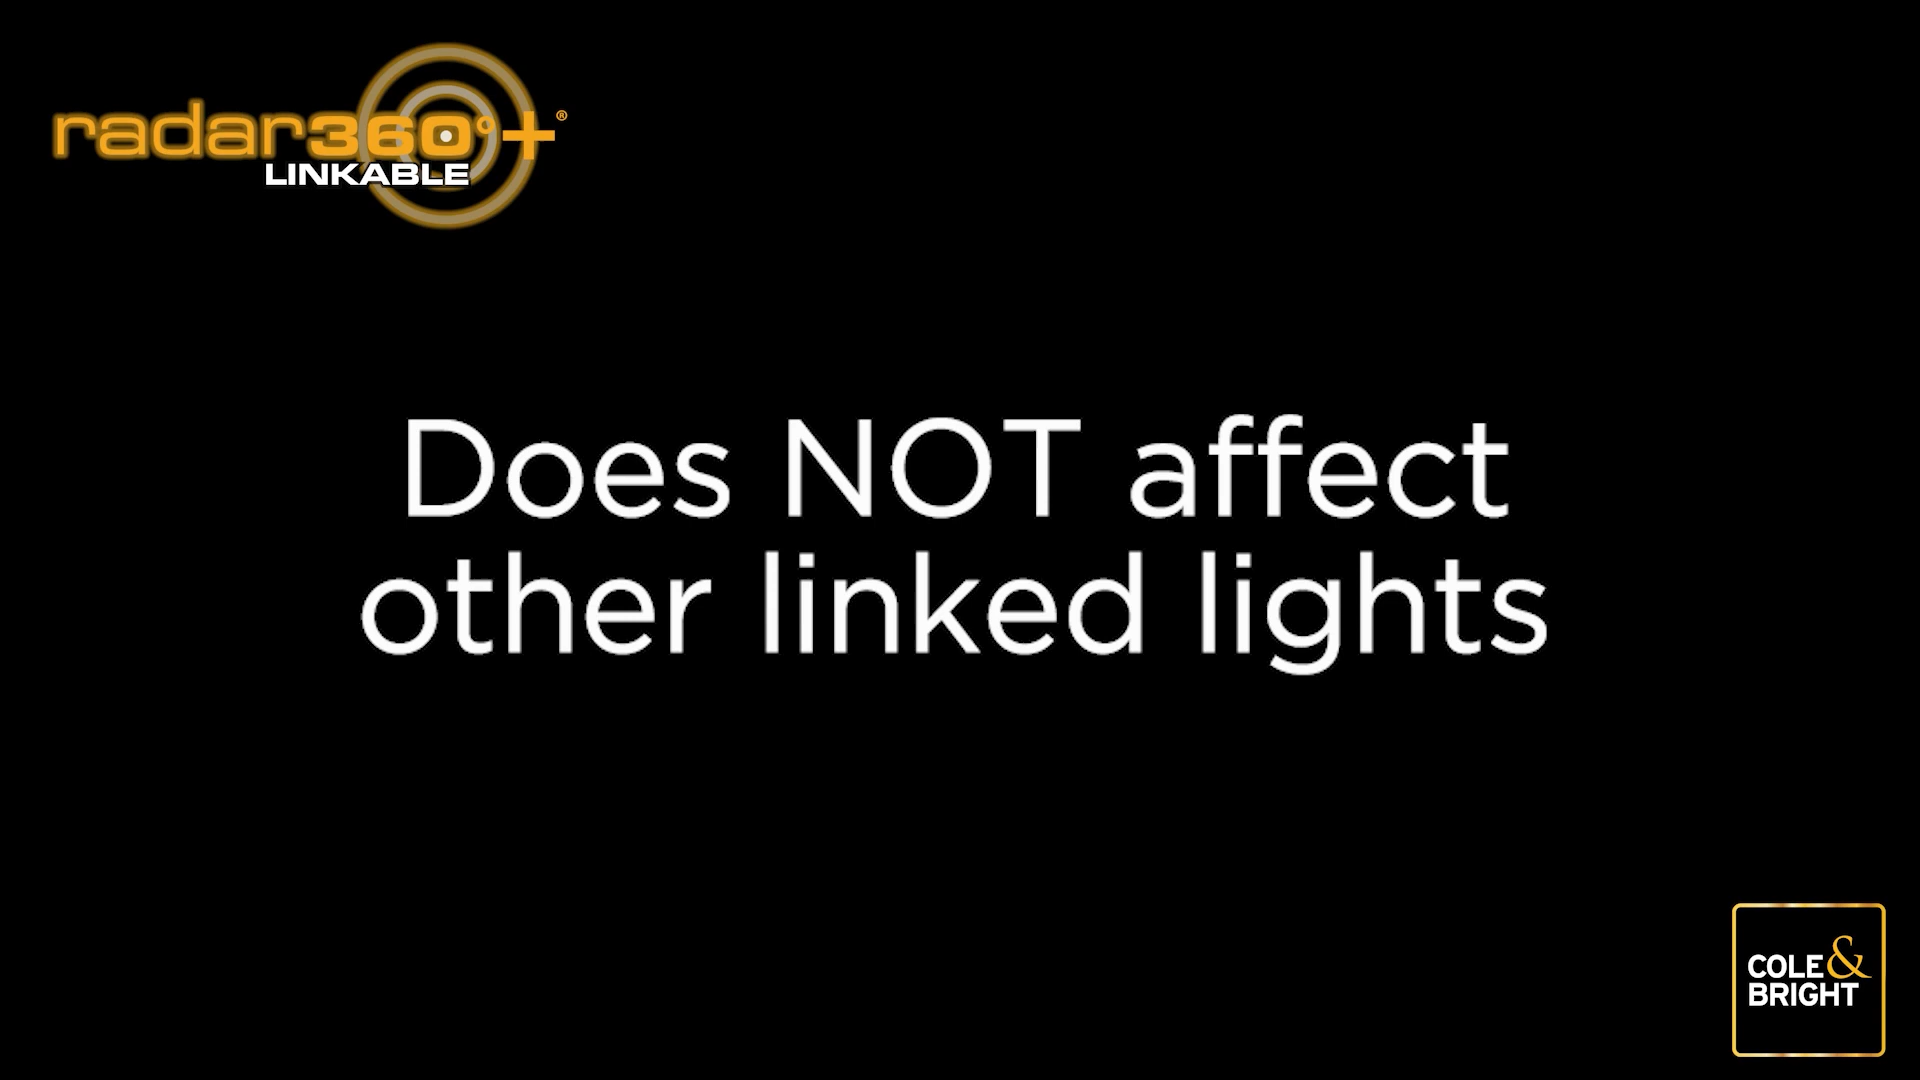 radar360°+®
LINKABLE
Does NOT affect
other linked lights
COLE &
BRIGHT